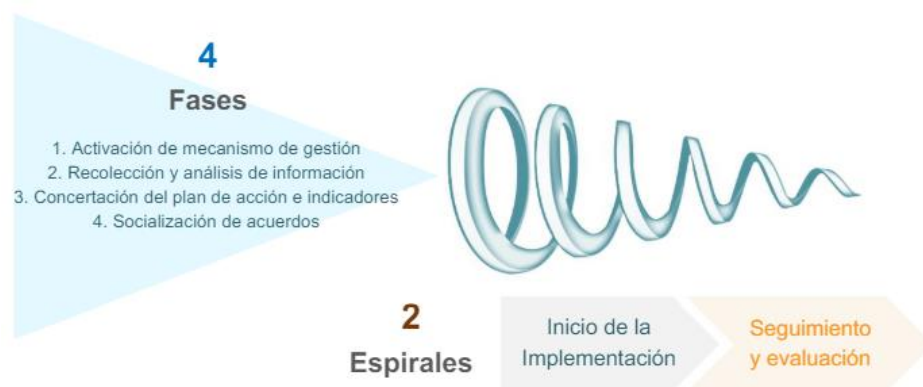 4
Fases
1. Activación de mecanismo de gestión
2. Recolección y análisis de información
3. Concertación del plan de acción e indicadores
4. Socialización de acuerdos
2
Espirales
Inicio de la
Implementación
Seguimiento
y evaluación